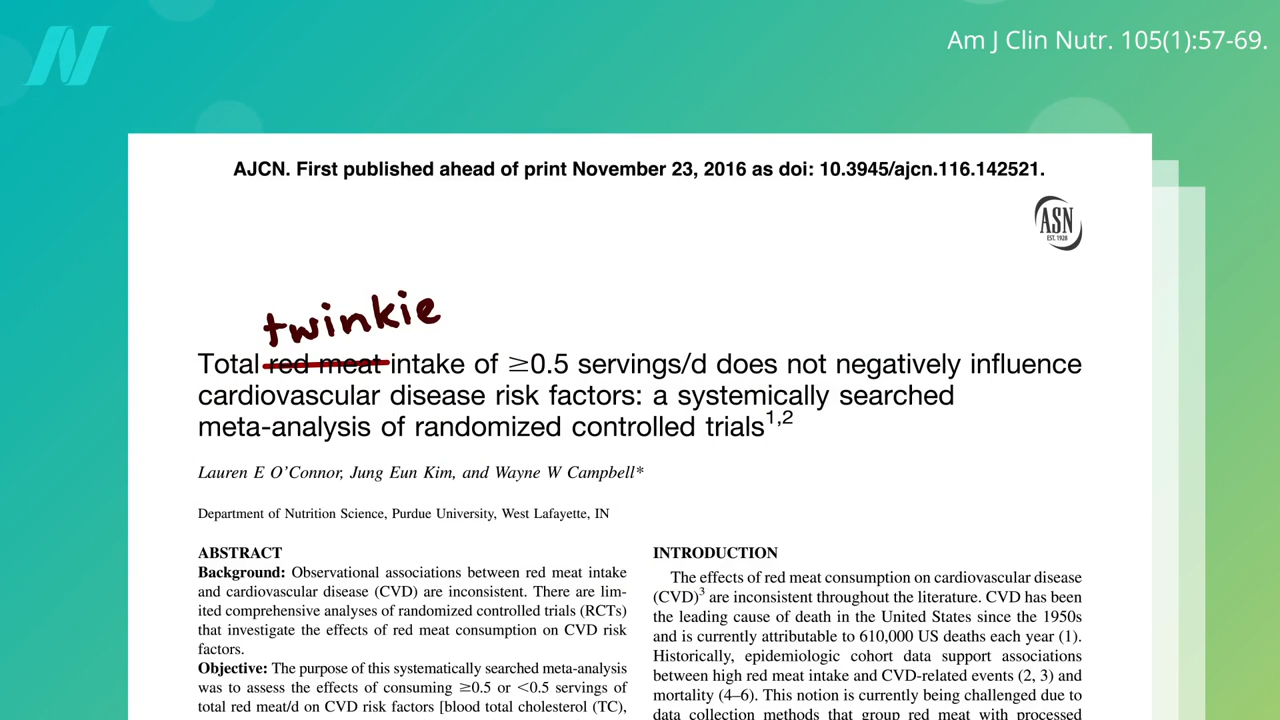 Am J Clin Nutr. 105(1):57-69.
AJCN. First published ahead of print November 23, 2016 as doi: 10.3945/ajcn.116.142521.
ASN
EST. 1928
twinkie
Total red meat intake of ≥0.5 servings/d does not negatively influence
cardiovascular disease risk factors: a systemically searched
meta-analysis of randomized controlled trials1,2
Lauren E O'Connor, Jung Eun Kim, and Wayne W Campbell*
Department of Nutrition Science, Purdue University, West Lafayette, IN
ABSTRACT
Background: Observational associations between red meat intake
and cardiovascular disease (CVD) are inconsistent. There are lim-
ited comprehensive analyses of randomized controlled trials (RCTs)
that investigate the effects of red meat consumption on CVD risk
factors.
Objective: The purpose of this systematically searched meta-analysis
was to assess the effects of consuming ≥0.5 or <0.5 servings of
total red meat/d on CVD risk factors [blood total cholesterol (TC),
INTRODUCTION
The effects of red meat consumption on cardiovascular disease
(CVD)3 are inconsistent throughout the literature. CVD has been
the leading cause of death in the United States since the 1950s
and is currently attributable to 610,000 US deaths each year (1).
Historically, epidemiologic cohort data support associations
between high red meat intake and CVD-related events (2, 3) and
mortality (4–6). This notion is currently being challenged due to
data collection methods that group red meat with processed